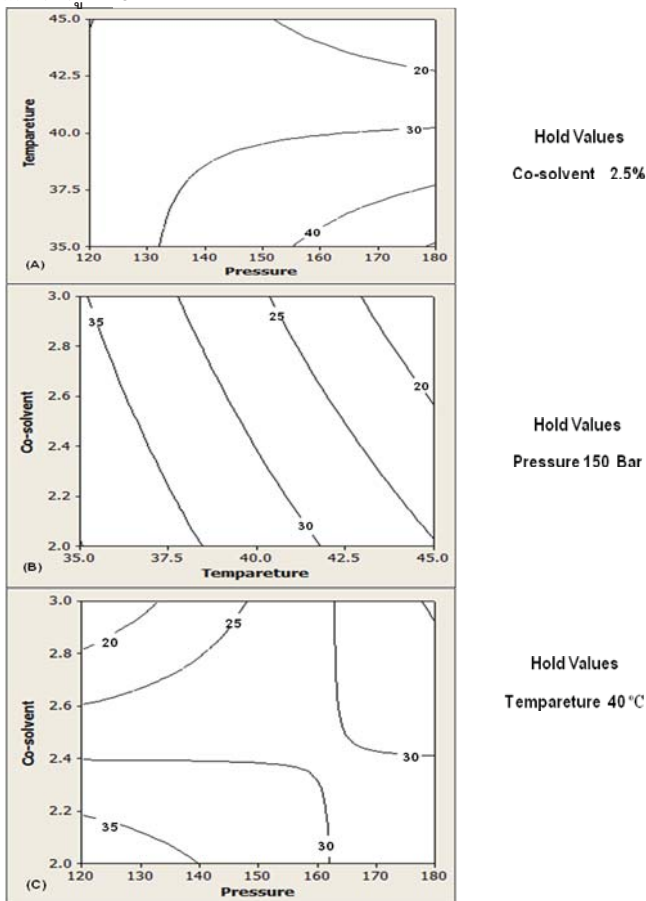 45.0
42.5
40.0
37.5
35.0
Tempareture
20
30
40
120 130 140 150 160 170 180
(A)
Pressure
Hold Values
Co-solvent 2.5%
3.0
2.8
2.6
2.4
2.2
2.0
Co-solvent
35
25
20
30
35.0 37.5 40.0 42.5 45.0
(B)
Tempareture
Hold Values
Pressure 150 Bar
3.0
2.8
2.6
2.4
2.2
2.0
Co-solvent
20
25
30
35
30
120 130 140 150 160 170 180
(C)
Pressure
Hold Values
Tempareture 40 °C